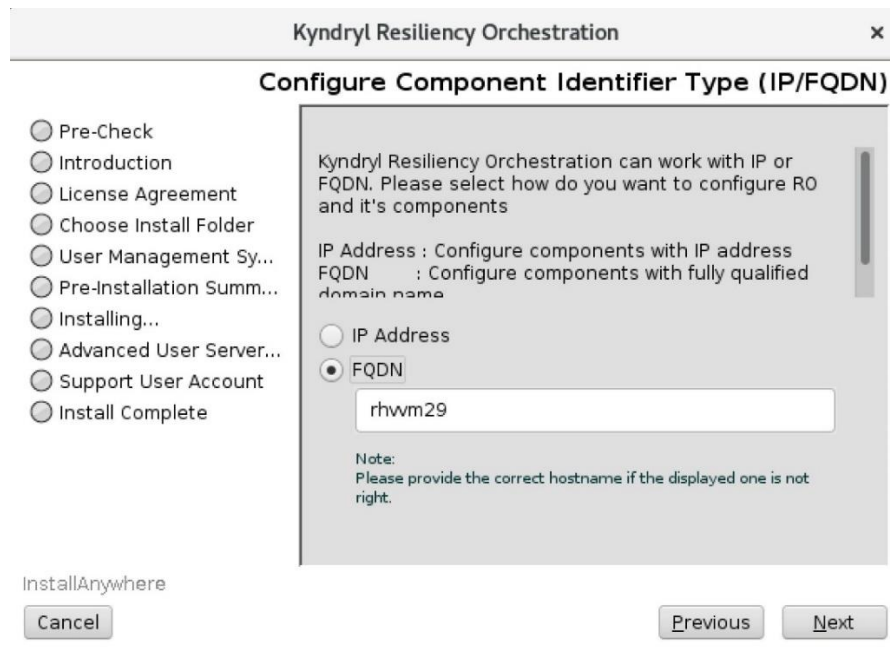 Kyndryl Resiliency Orchestration ×
Configure Component Identifier Type (IP/FQDN)
Pre-Check
Introduction
License Agreement
Choose Install Folder
User Management Sy...
Pre-Installation Summ...
Installing...
Advanced User Server...
Support User Account
Install Complete
Kyndryl Resiliency Orchestration can work with IP or
FQDN. Please select how do you want to configure RO
and it's components
IP Address : Configure components with IP address
FQDN : Configure components with fully qualified
domain name
IP Address
FQDN
rhvvm29
Note:
Please provide the correct hostname if the displayed one is not
right.
InstallAnywhere
Cancel
Previous
Next